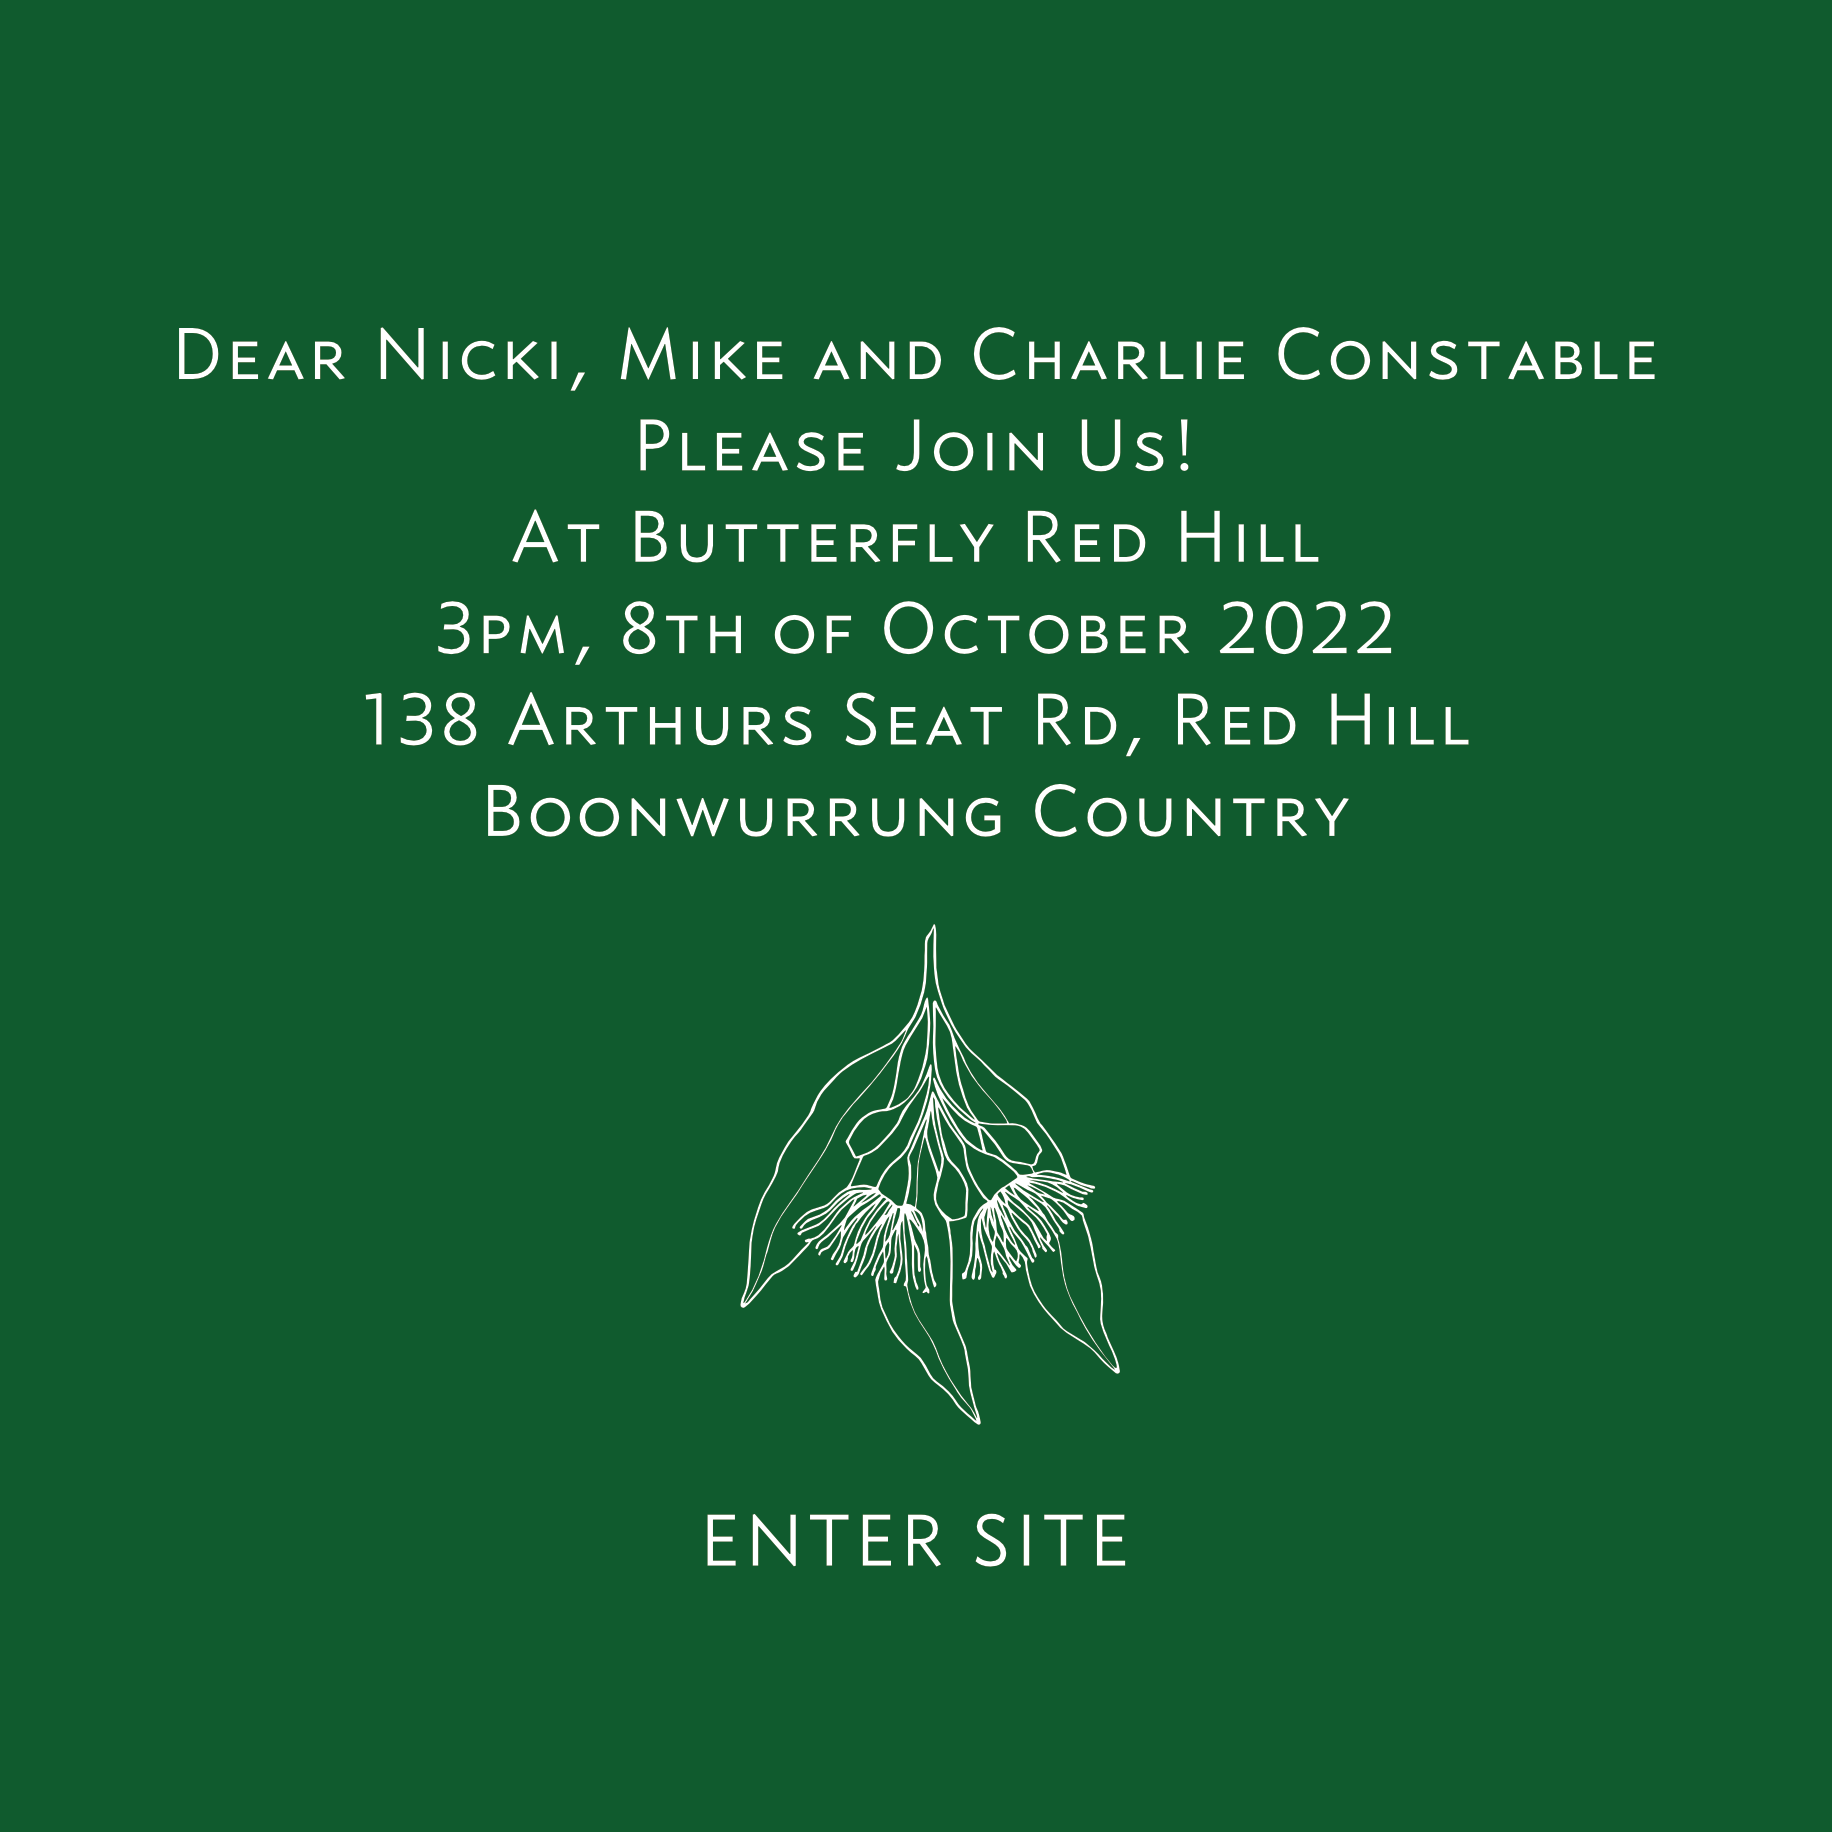 Dear Nicki, Mike and Charlie Constable
Please Join Us!
At Butterfly Red Hill
3pm, 8th of October 2022
138 Arthurs Seat Rd, Red Hill
Boonwurrung Country
ENTER SITE